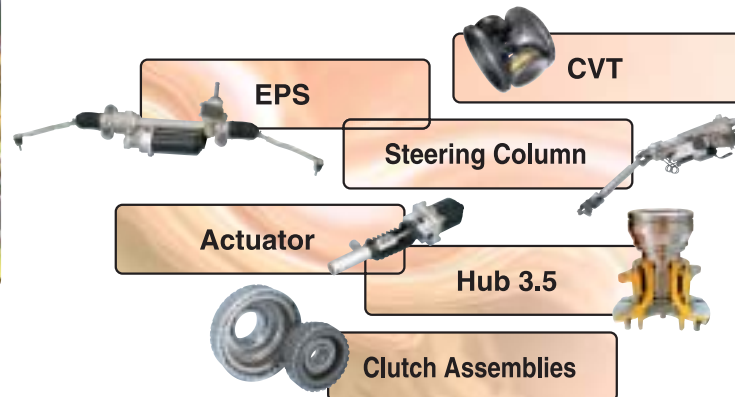 CVT
EPS
Steering Column
Actuator
Hub 3.5
Clutch Assemblies